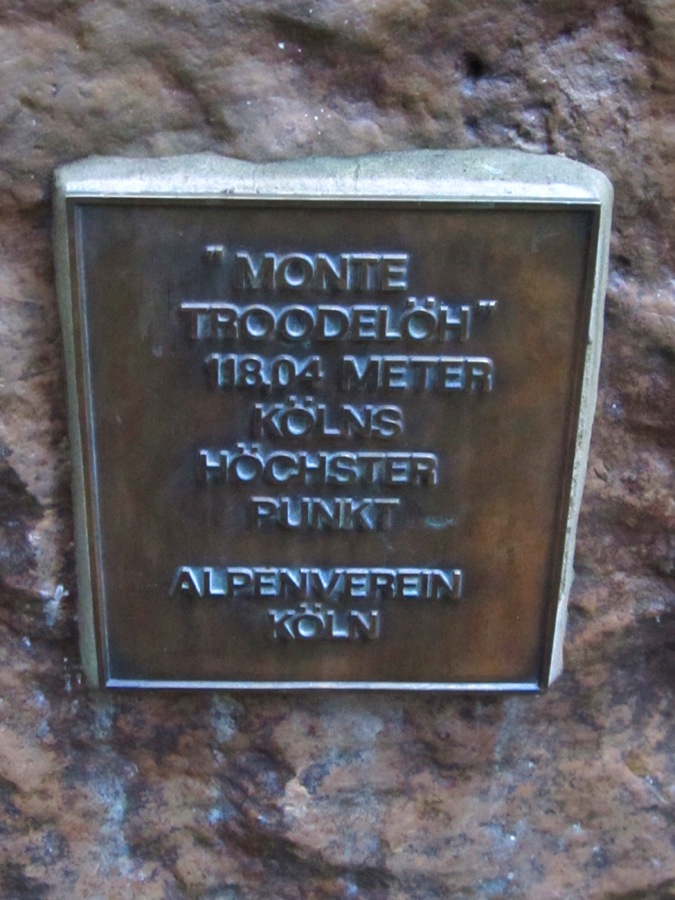 "MONTE
TROODELÖH"
118,04 METER
KÖLNS
HÖCHSTER
PUNKT
ALPENVEREIN
KÖLN